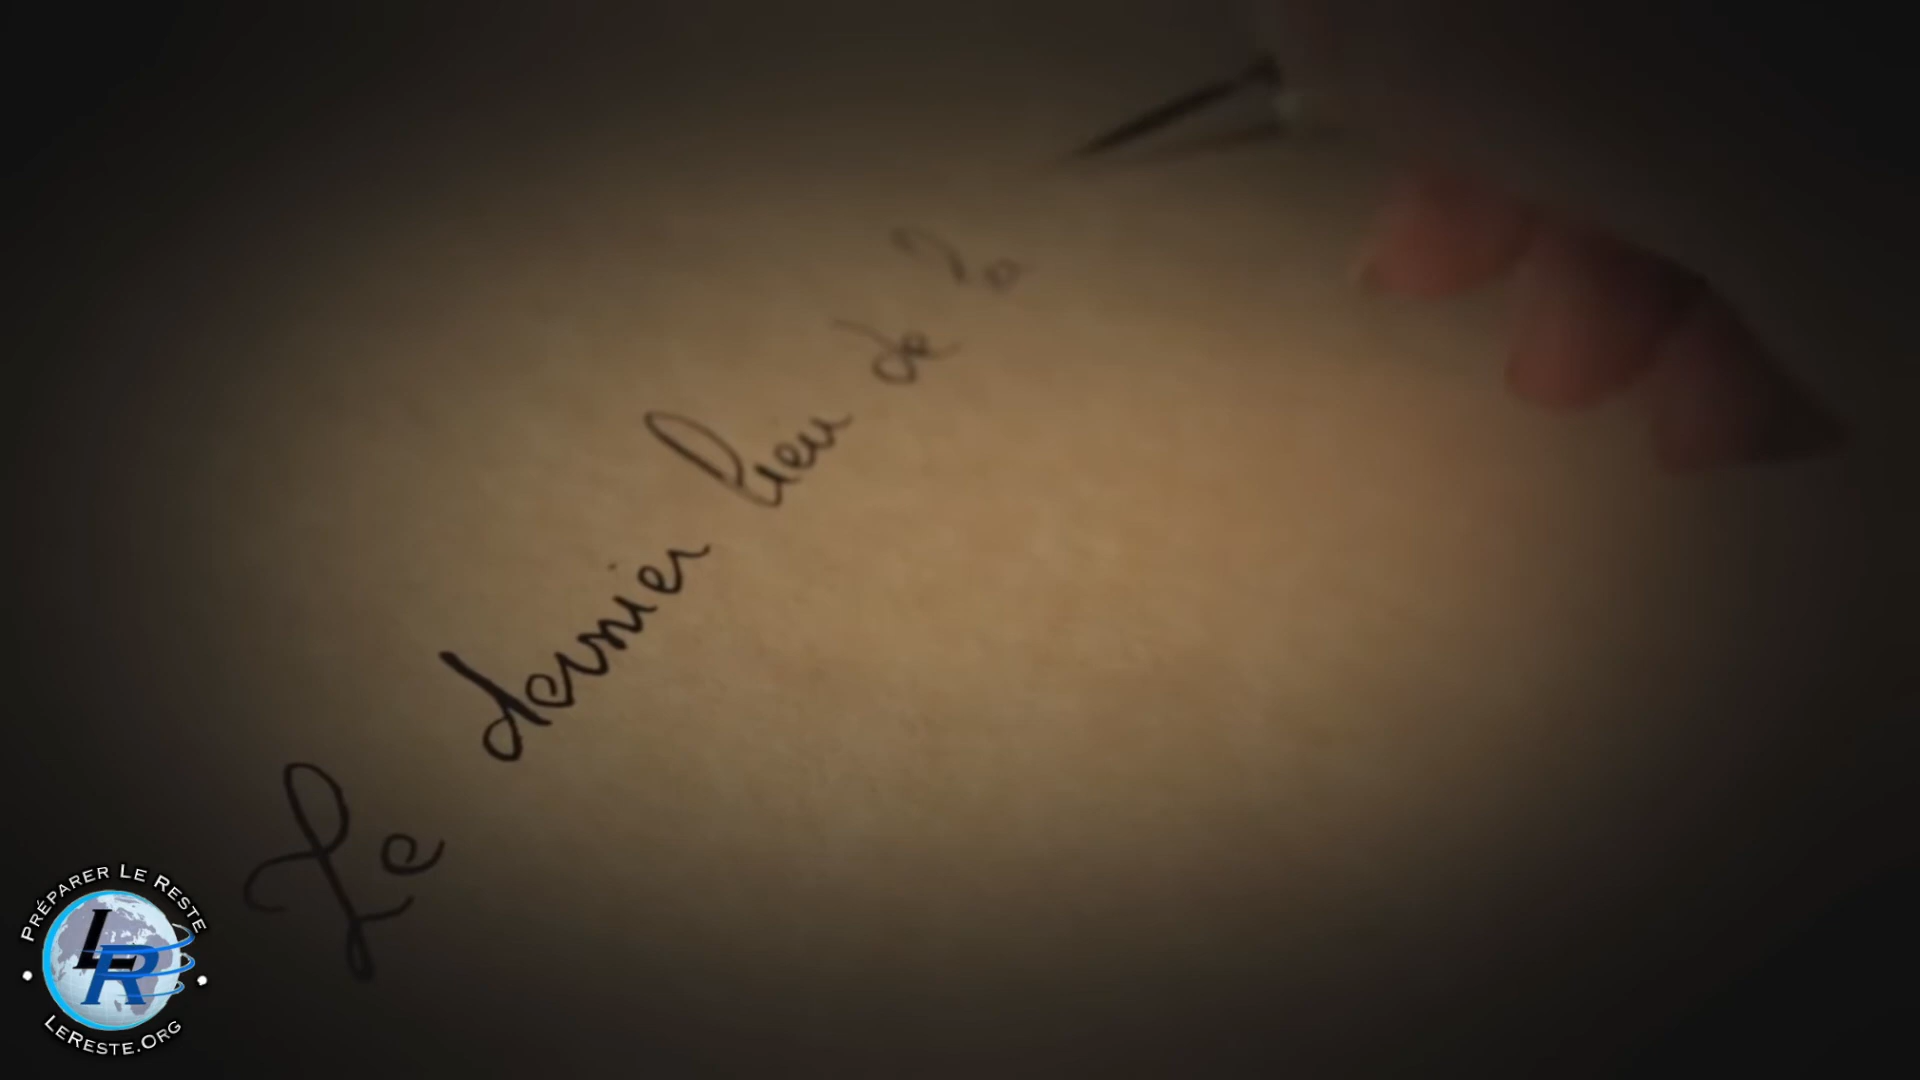 Le dernier lieu de
PRÉPARER LE RESTE
LR
LERESTE.ORG